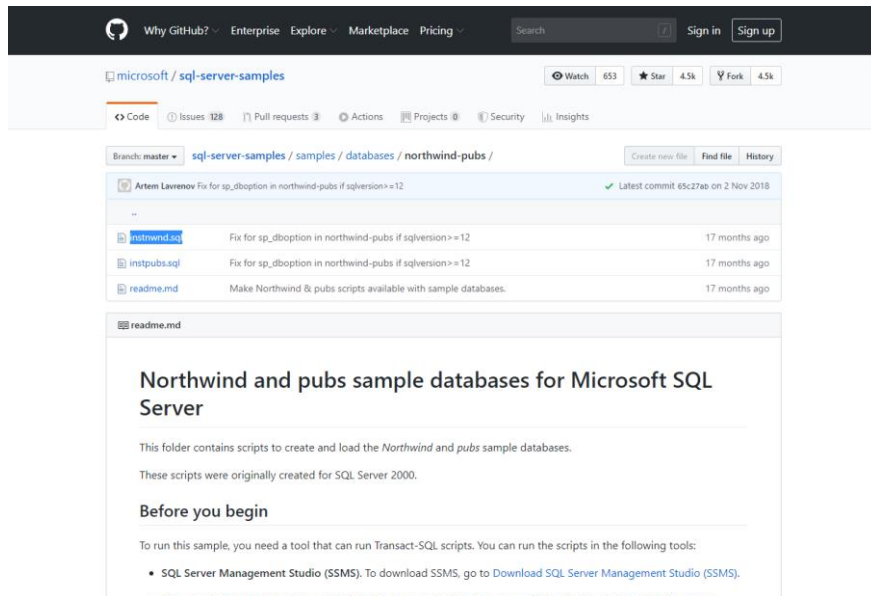 Why GitHub? Enterprise Explore Marketplace Pricing Search / Sign in Sign up
microsoft / sql-server-samples Watch 653 Star 4.5k Fork 4.5k
Code Issues 128 Pull requests 3 Actions Projects 0 Security Insights
Branch: master sql-server-samples / samples / databases / northwind-pubs / Create new file Find file History
Artem Lavrenov Fix for sp_dboption in northwind-pubs if sqlversion>=12 Latest commit 65c27ab on 2 Nov 2018
..
instnwnd.sql Fix for sp_dboption in northwind-pubs if sqlversion>=12 17 months ago
instpubs.sql Fix for sp_dboption in northwind-pubs if sqlversion>=12 17 months ago
readme.md Make Northwind & pubs scripts available with sample databases. 17 months ago
readme.md
Northwind and pubs sample databases for Microsoft SQL
Server
This folder contains scripts to create and load the Northwind and pubs sample databases.
These scripts were originally created for SQL Server 2000.
Before you begin
To run this sample, you need a tool that can run Transact-SQL scripts. You can run the scripts in the following tools:
• SQL Server Management Studio (SSMS). To download SSMS, go to Download SQL Server Management Studio (SSMS).